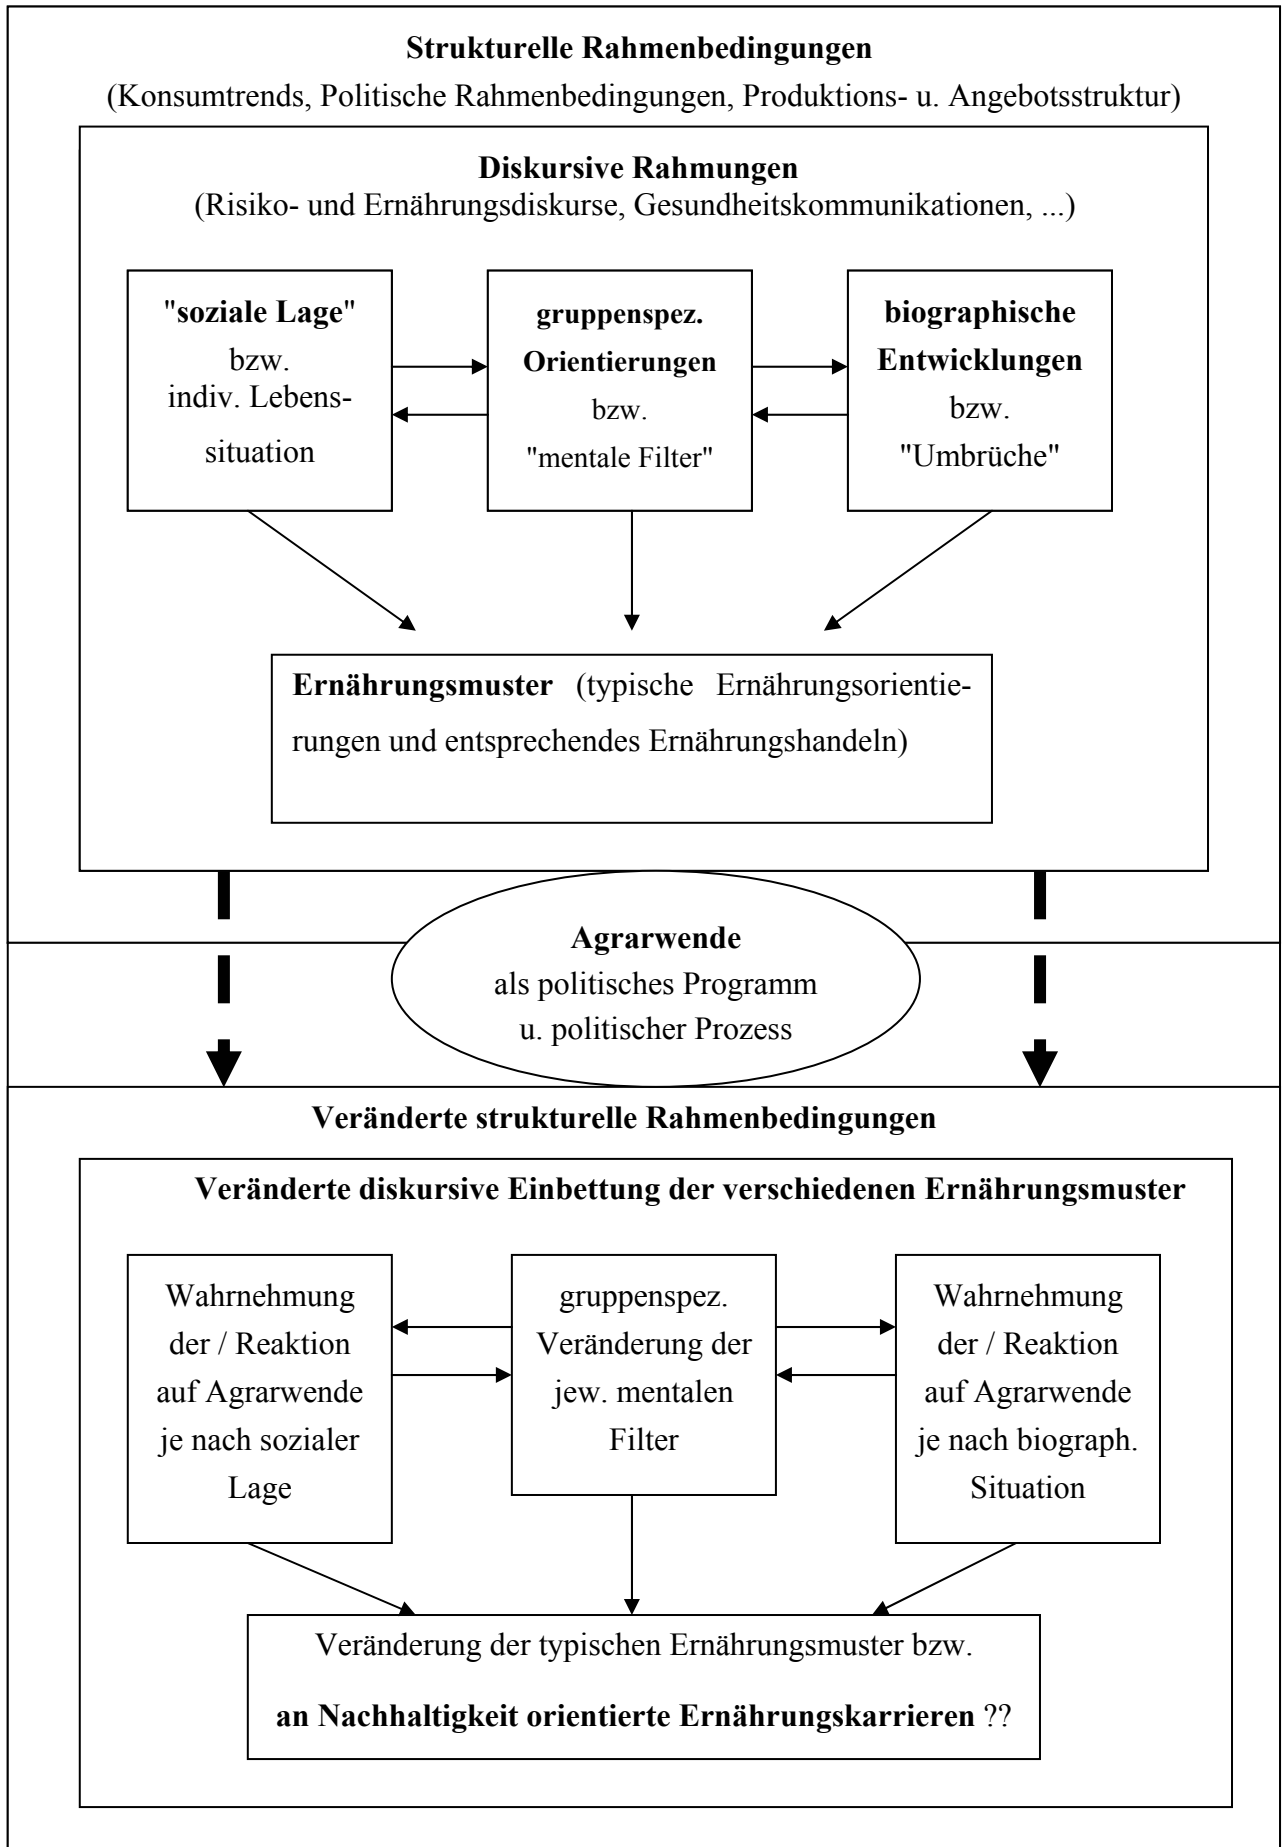 Strukturelle Rahmenbedingungen
(Konsumtrends, Politische Rahmenbedingungen, Produktions- u. Angebotsstruktur)
Diskursive Rahmungen
(Risiko- und Ernährungsdiskurse, Gesundheitskommunikationen, ...)
"soziale Lage"
bzw.
indiv. Lebens-
situation
gruppenspez.
Orientierungen
bzw.
"mentale Filter"
biographische
Entwicklungen
bzw.
"Umbrüche"
Ernährungsmuster (typische Ernährungsorientie-
rungen und entsprechendes Ernährungshandeln)
Agrarwende
als politisches Programm
u. politischer Prozess
Veränderte strukturelle Rahmenbedingungen
Veränderte diskursive Einbettung der verschiedenen Ernährungsmuster
Wahrnehmung
der / Reaktion
auf Agrarwende
je nach sozialer
Lage
gruppenspez.
Veränderung der
jew. mentalen
Filter
Wahrnehmung
der / Reaktion
auf Agrarwende
je nach biograph.
Situation
Veränderung der typischen Ernährungsmuster bzw.
an Nachhaltigkeit orientierte Ernährungskarrieren ??